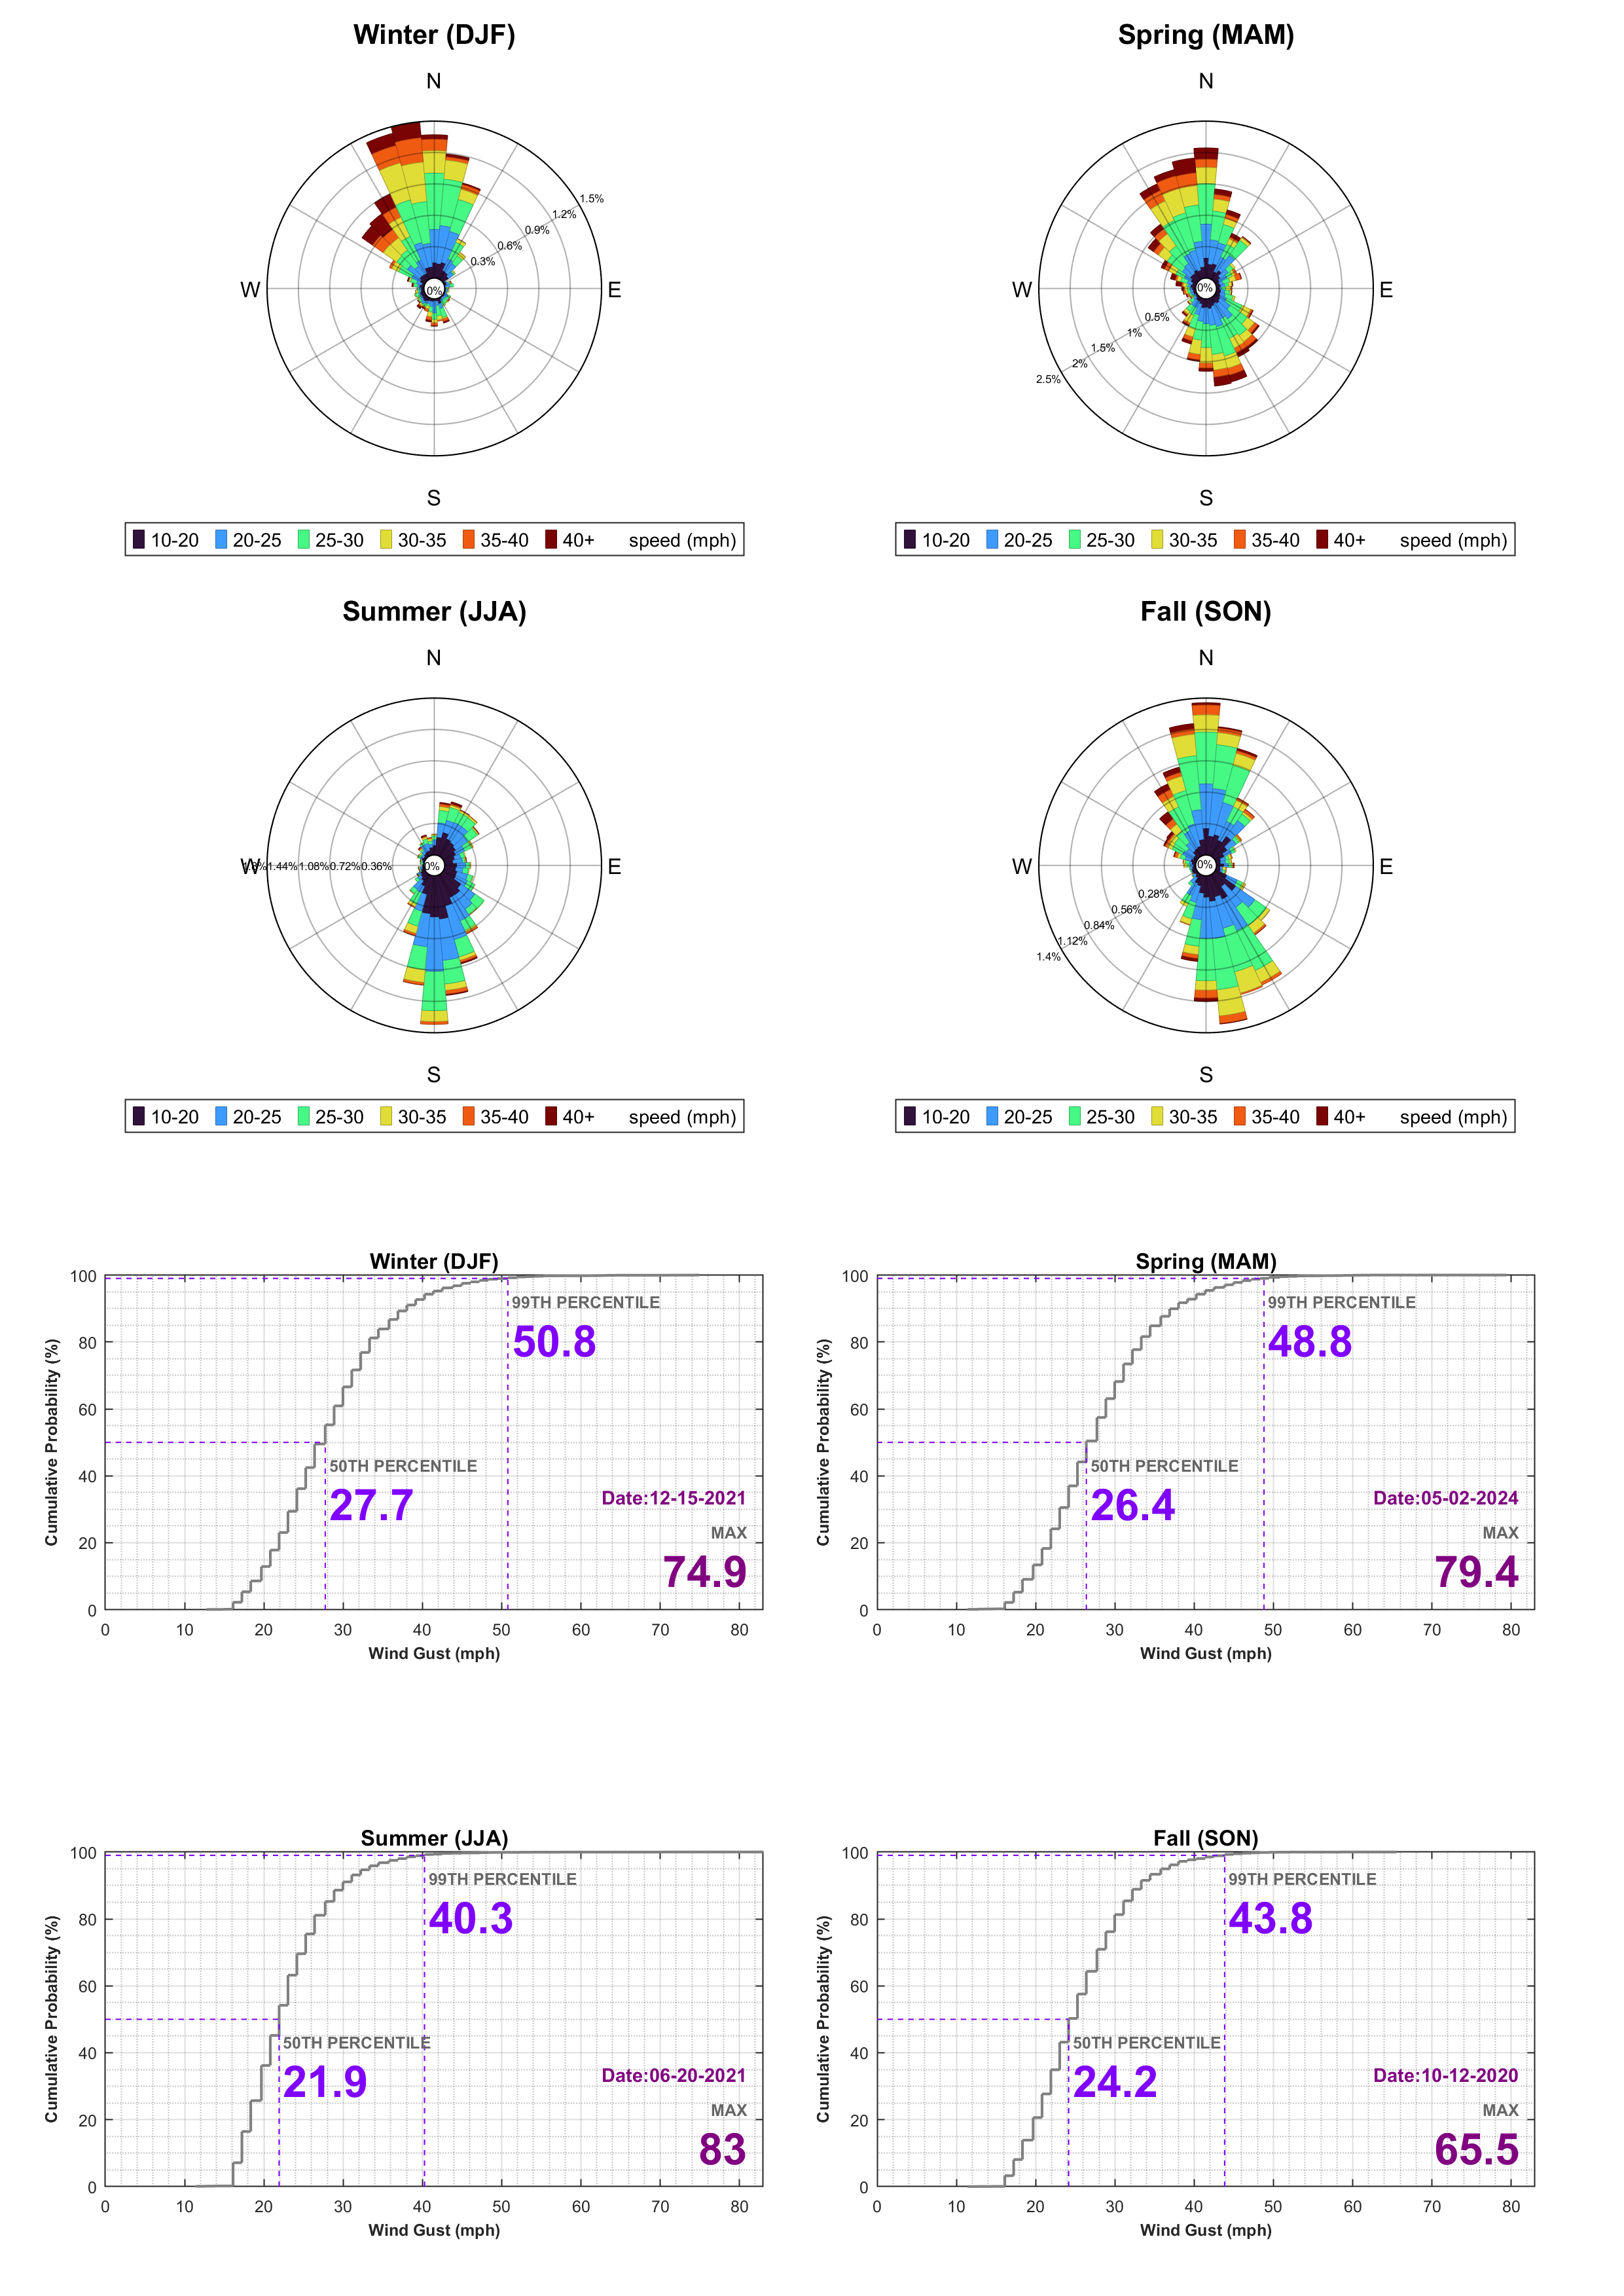 Winter (DJF)
N
W
E
S
1.5%
1.2%
0.9%
0.6%
0.3%
0%
10-20 20-25 25-30 30-35 35-40 40+ speed (mph)
Spring (MAM)
N
W
E
S
0%
0.5%
1%
1.5%
2%
2.5%
10-20 20-25 25-30 30-35 35-40 40+ speed (mph)
Summer (JJA)
N
W
E
S
1.44% 1.08% 0.72% 0.36% 0%
10-20 20-25 25-30 30-35 35-40 40+ speed (mph)
Fall (SON)
N
W
E
S
0%
0.28%
0.56%
0.84%
1.12%
1.4%
10-20 20-25 25-30 30-35 35-40 40+ speed (mph)
Winter (DJF)
Cumulative Probability (%)
100
80
60
40
20
0
99TH PERCENTILE
50.8
50TH PERCENTILE
27.7
Date:12-15-2021
MAX
74.9
0 10 20 30 40 50 60 70 80
Wind Gust (mph)
Spring (MAM)
Cumulative Probability (%)
100
80
60
40
20
0
99TH PERCENTILE
48.8
50TH PERCENTILE
26.4
Date:05-02-2024
MAX
79.4
0 10 20 30 40 50 60 70 80
Wind Gust (mph)
Summer (JJA)
Cumulative Probability (%)
100
80
60
40
20
0
99TH PERCENTILE
40.3
50TH PERCENTILE
21.9
Date:06-20-2021
MAX
83
0 10 20 30 40 50 60 70 80
Wind Gust (mph)
Fall (SON)
Cumulative Probability (%)
100
80
60
40
20
0
99TH PERCENTILE
43.8
50TH PERCENTILE
24.2
Date:10-12-2020
MAX
65.5
0 10 20 30 40 50 60 70 80
Wind Gust (mph)